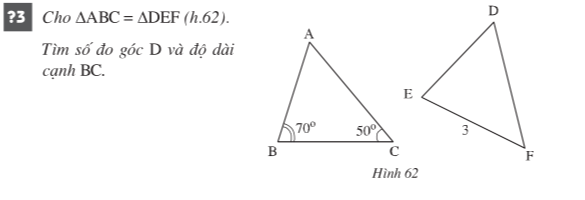 ?3 Cho ΔABC = ΔDEF (h.62).
Tìm số đo góc D và độ dài
cạnh BC.
A
70°
50°
B
C
D
E
3
F
Hình 62